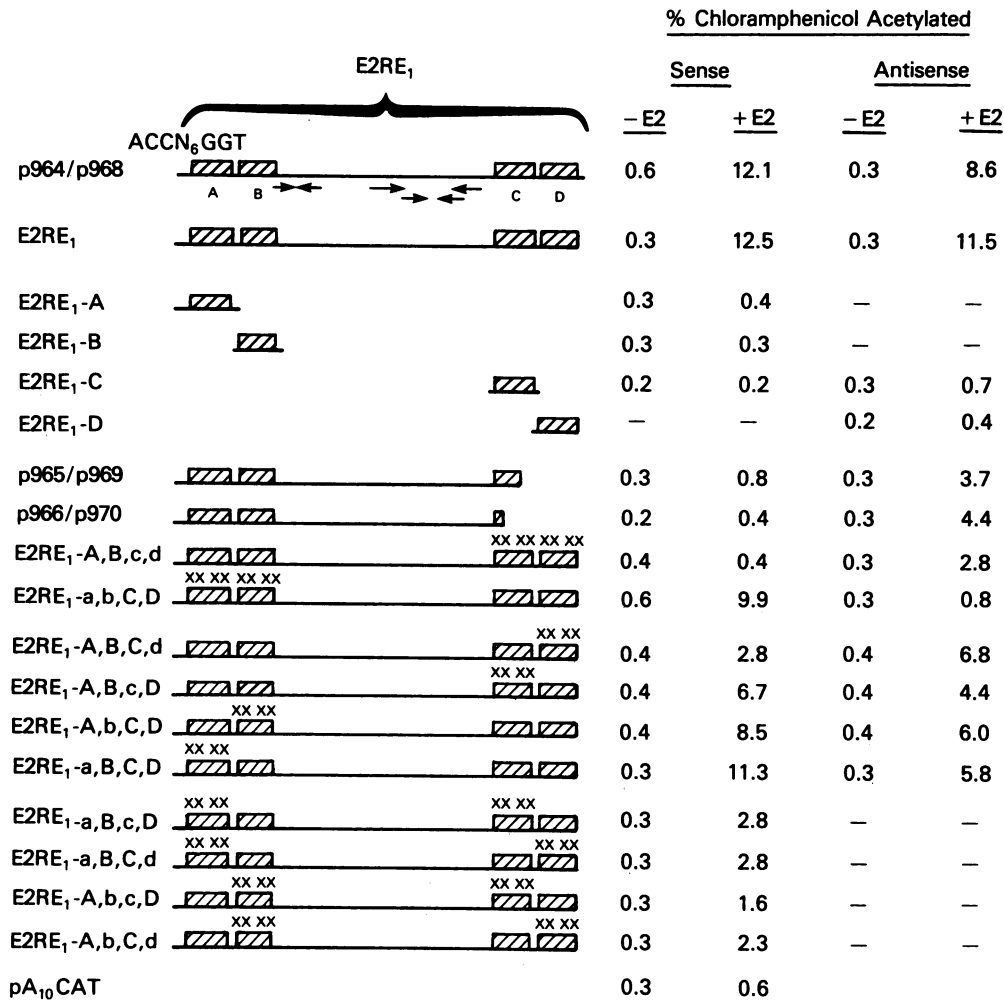 % Chloramphenicol Acetylated
E2RE₁ Sense Antisense
ACCN₆GGT − E2 + E2 − E2 + E2
p964/p968 0.6 12.1 0.3 8.6
A B C D
E2RE₁ 0.3 12.5 0.3 11.5
E2RE₁-A 0.3 0.4 — —
E2RE₁-B 0.3 0.3 — —
E2RE₁-C 0.2 0.2 0.3 0.7
E2RE₁-D — — 0.2 0.4
p965/p969 0.3 0.8 0.3 3.7
p966/p970 0.2 0.4 0.3 4.4
xx xx xx xx
E2RE₁-A,B,c,d 0.4 0.4 0.3 2.8
xx xx xx xx
E2RE₁-a,b,C,D 0.6 9.9 0.3 0.8
xx xx
E2RE₁-A,B,C,d 0.4 2.8 0.4 6.8
xx xx
E2RE₁-A,B,c,D 0.4 6.7 0.4 4.4
xx xx
E2RE₁-A,b,C,D 0.4 8.5 0.4 6.0
xx xx
E2RE₁-a,B,C,D 0.3 11.3 0.3 5.8
xx xx xx xx
E2RE₁-a,B,c,D 0.3 2.8 — —
xx xx xx xx
E2RE₁-a,B,C,d 0.3 2.8 — —
xx xx xx xx
E2RE₁-A,b,c,D 0.3 1.6 — —
xx xx xx xx
E2RE₁-A,b,C,d 0.3 2.3 — —
pA₁₀CAT 0.3 0.6